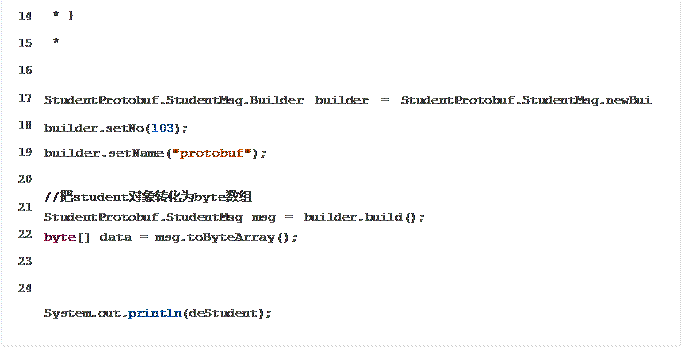 14 * }
15 *
16
17 StudentProtobuf.StudentMsg.Builder builder = StudentProtobuf.StudentMsg.newBui
18 builder.setNo(103);
19 builder.setName("protobuf");
20
21 //把student对象转化为byte数组
StudentProtobuf.StudentMsg msg = builder.build();
22 byte[] data = msg.toByteArray();
23
24
System.out.println(deStudent);